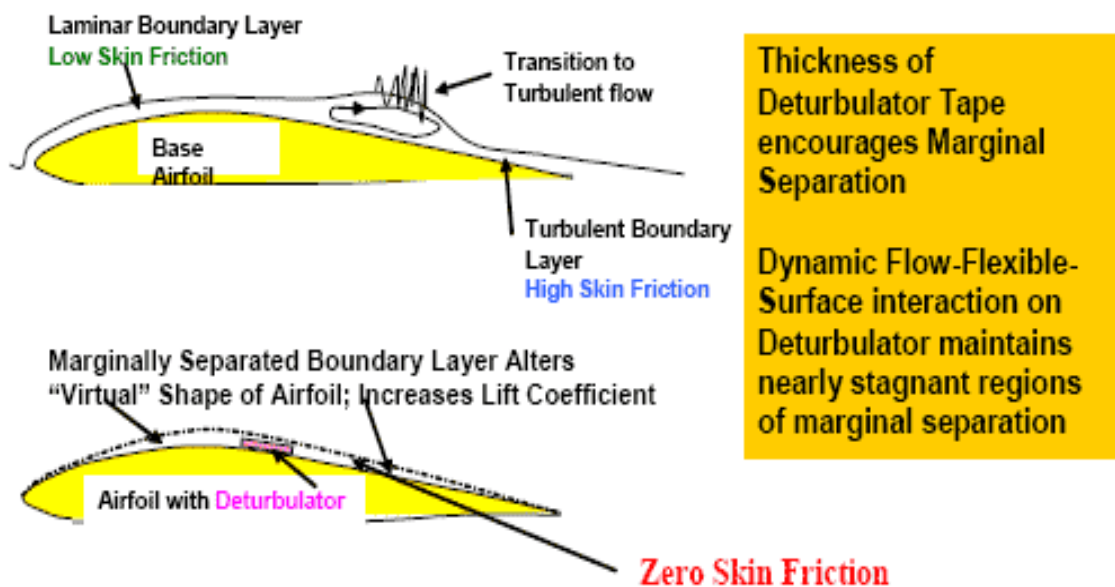 Laminar Boundary Layer
Low Skin Friction
Transition to
Turbulent flow
Base
Airfoil
Turbulent Boundary
Layer
High Skin Friction
Marginally Separated Boundary Layer Alters
“Virtual” Shape of Airfoil; Increases Lift Coefficient
Airfoil with Deturbulator
Zero Skin Friction
Thickness of
Deturbulator Tape
encourages Marginal
Separation
Dynamic Flow-Flexible-
Surface interaction on
Deturbulator maintains
nearly stagnant regions
of marginal separation